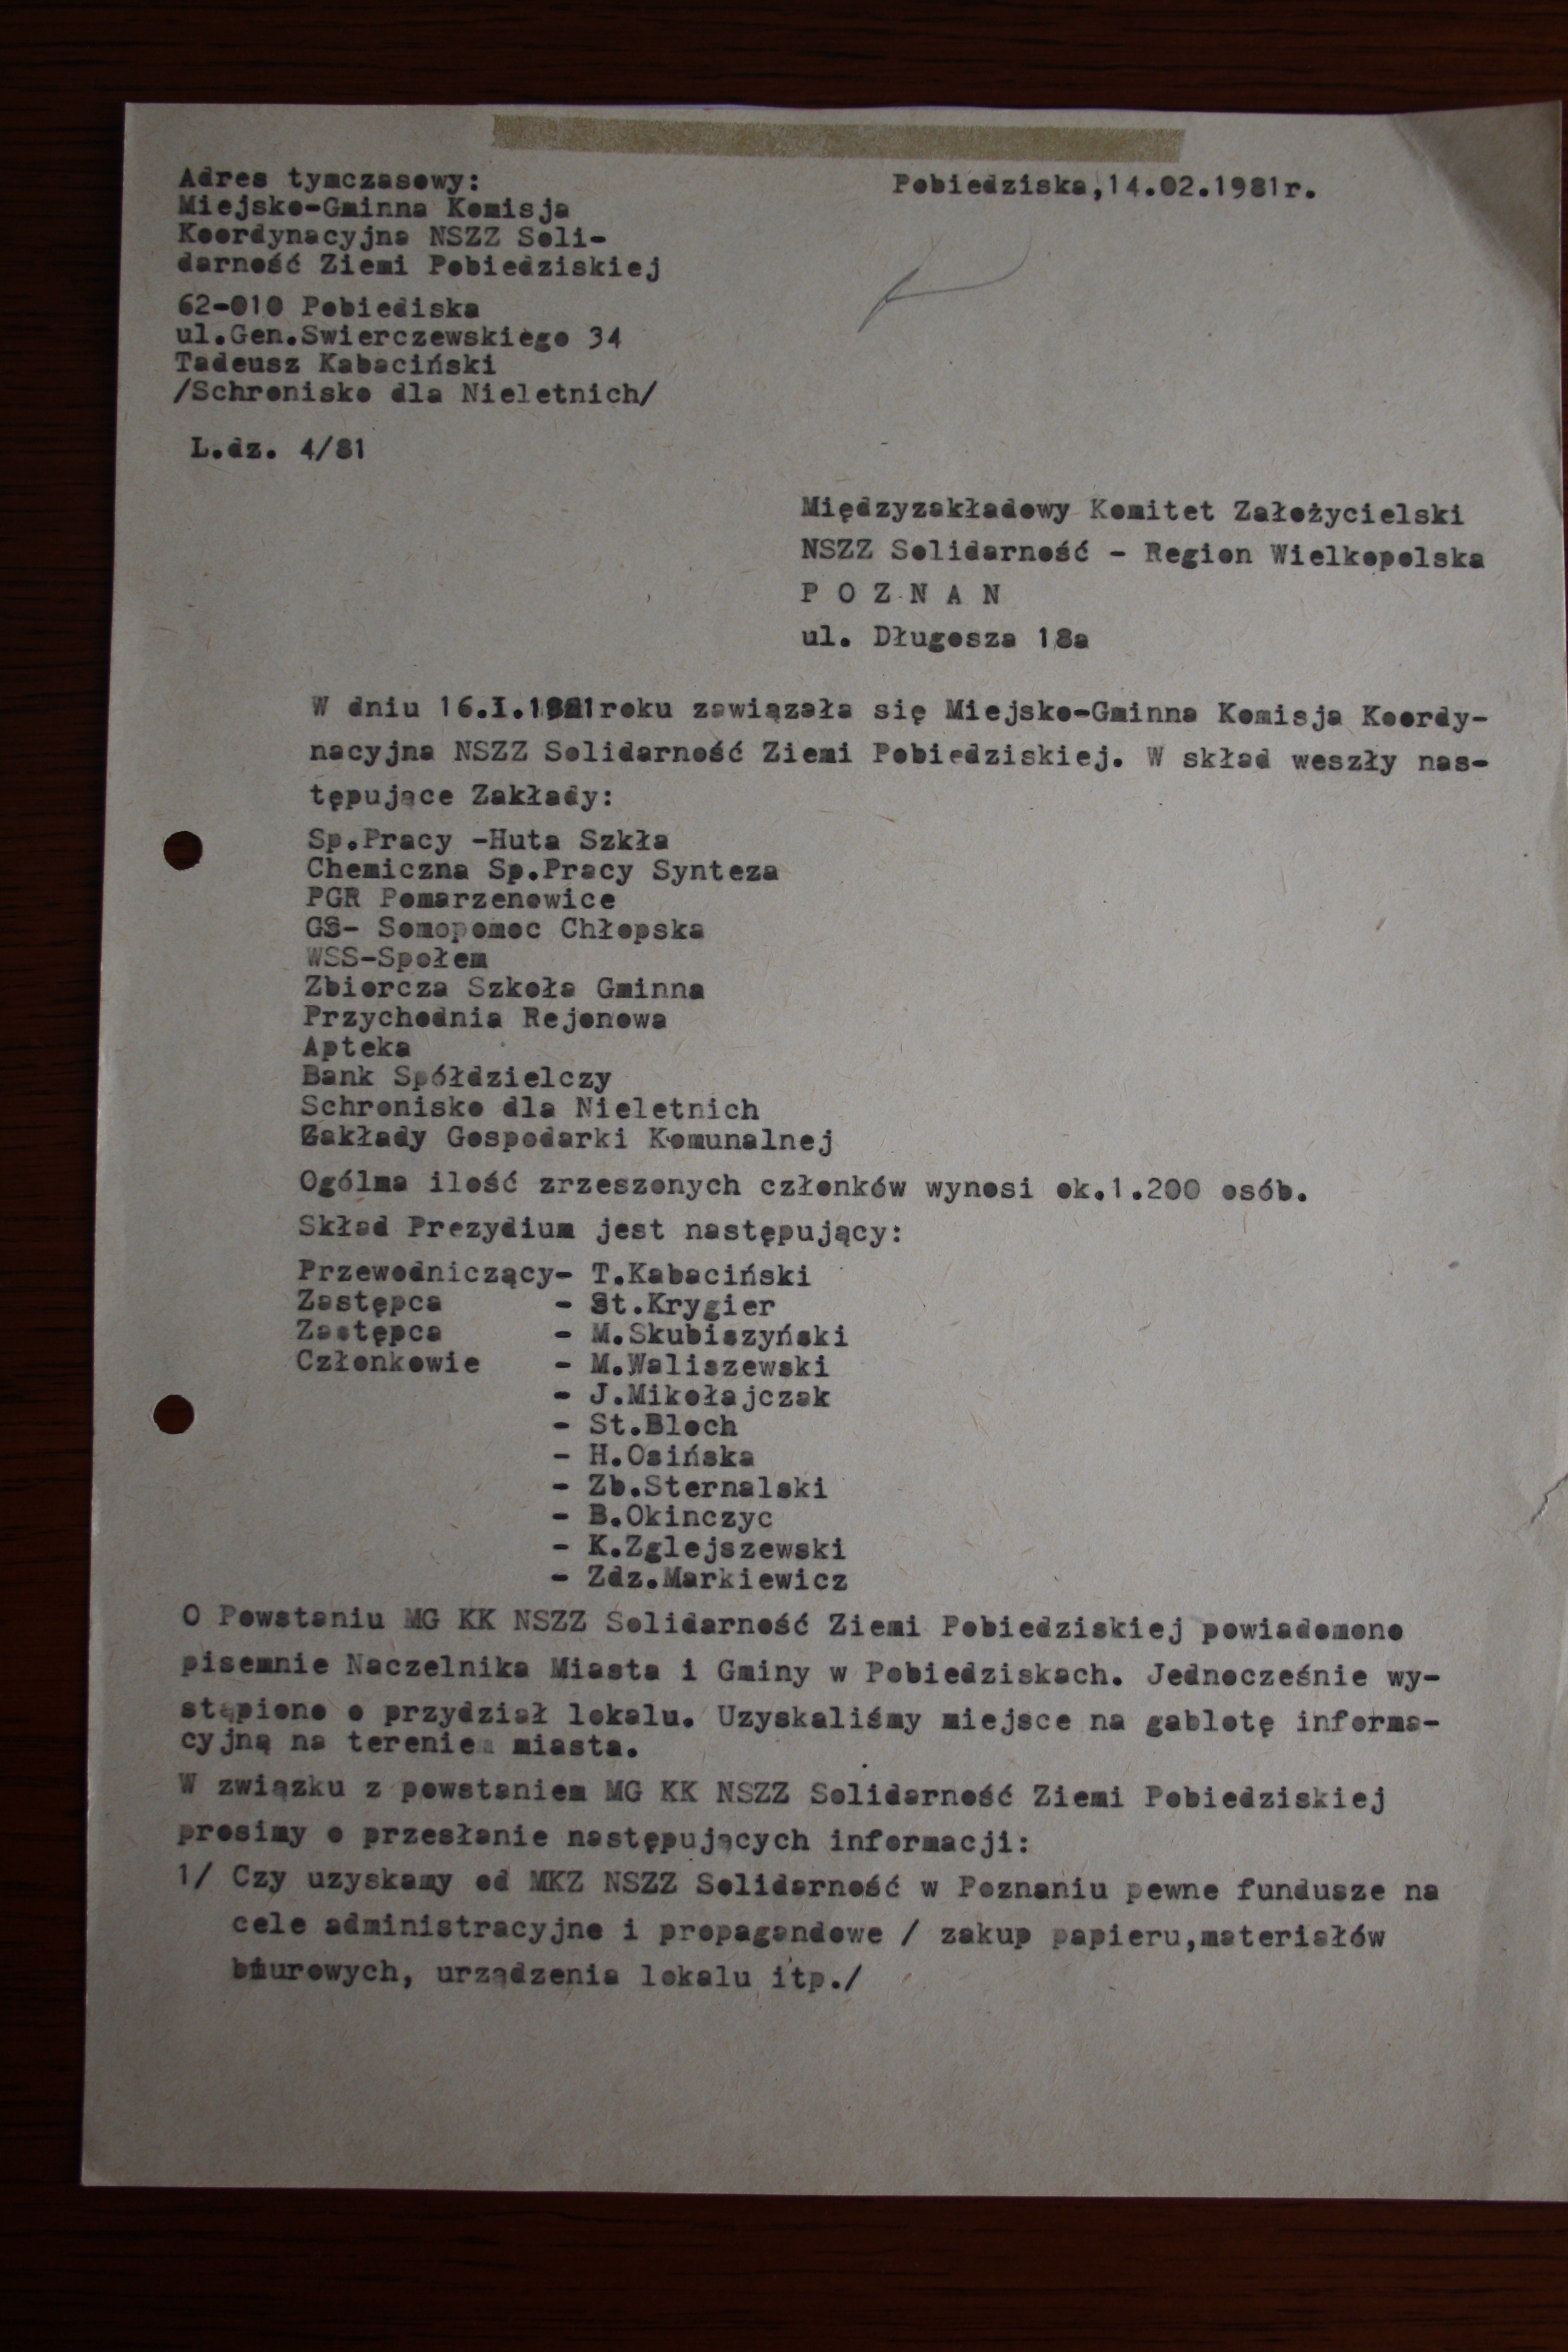 Adres tymczasowy:
Miejsko-Gminna Komisja
Koordynacyjna NSZZ Soli-
darność Ziemi Pobiedziskiej
62-010 Pobiediska
ul.Gen.Swierczewskiego 34
Tadeusz Kabaciński
/Schronisko dla Nieletnich/
L.dz. 4/81
Pobiedziska,14.02.1981r.
Międzyzakładowy Komitet Założycielski
NSZZ Solidarność - Region Wielkopolska
P O Z N A N
ul. Długosza 18a
W dniu 16.I.1981roku zawiązała się Miejsko-Gminna Komisja Koordy-
nacyjna NSZZ Solidarność Ziemi Pobiedziskiej. W skład weszły nas-
tępujące Zakłady:
Sp.Pracy -Huta Szkła
Chemiczna Sp.Pracy Synteza
PGR Pomarzanowice
GS- Somopomoc Chłopska
WSS-Społem
Zbiorcza Szkoła Gminna
Przychodnia Rejonowa
Apteka
Bank Spółdzielczy
Schronisko dla Nieletnich
Zakłady Gospodarki Komunalnej
Ogólma ilość zrzeszonych członków wynosi ok.1.200 osób.
Skład Prezydium jest następujący:
Przewodniczący- T.Kabaciński
Zastępca - St.Krygier
Zastępca - M.Skubiszyński
Członkowie - M.Waliszewski
- J.Mikołajczak
- St.Bloch
- H.Osińska
- Zb.Sternalski
- B.Okinczyc
- K.Zglejszewski
- Zdz.Markiewicz
O Powstaniu MG KK NSZZ Solidarność Ziemi Pobiedziskiej powiadomono
pisemnie Naczelnika Miasta i Gminy w Pobiedziskach. Jednocześnie wy-
stąpiono o przydział lokalu. Uzyskaliśmy miejsce na gablotę informa-
cyjną na terenie miasta.
W związku z powstaniem MG KK NSZZ Solidarność Ziemi Pobiedziskiej
prosimy o przesłanie następujących informacji:
1/ Czy uzyskamy od MKZ NSZZ Solidarność w Poznaniu pewne fundusze na
cele administracyjne i propagandowe / zakup papieru,materiałów
biurowych, urządzenia lokalu itp./